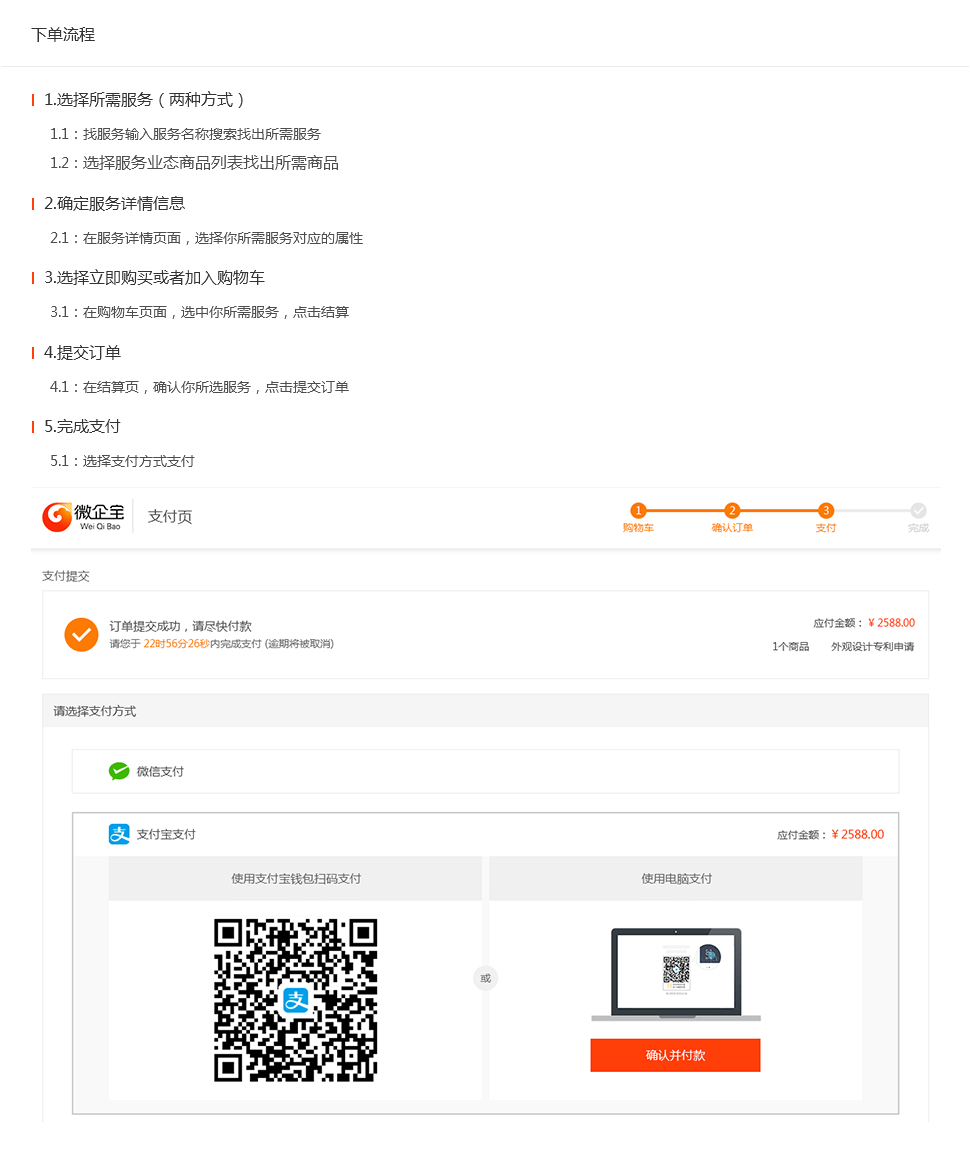 下单流程
1.选择所需服务（两种方式）
1.1：找服务输入服务名称搜索找出所需服务
1.2：选择服务业态商品列表找出所需商品
2.确定服务详情信息
2.1：在服务详情页面，选择你所需服务对应的属性
3.选择立即购买或者加入购物车
3.1：在购物车页面，选中你所需服务，点击结算
4.提交订单
4.1：在结算页，确认你所选服务，点击提交订单
5.完成支付
5.1：选择支付方式支付
微企宝
Wei Qi Bao
支付页
1 2 3
购物车 确认订单 支付 完成
支付提交
订单提交成功，请尽快付款
应付金额：￥2588.00
请您于 22时56分26秒内完成支付 (逾期将被取消)
1个商品 外观设计专利申请
请选择支付方式
微信支付
支付宝支付
应付金额：￥2588.00
使用支付宝钱包扫码支付
使用电脑支付
支
或
确认并付款